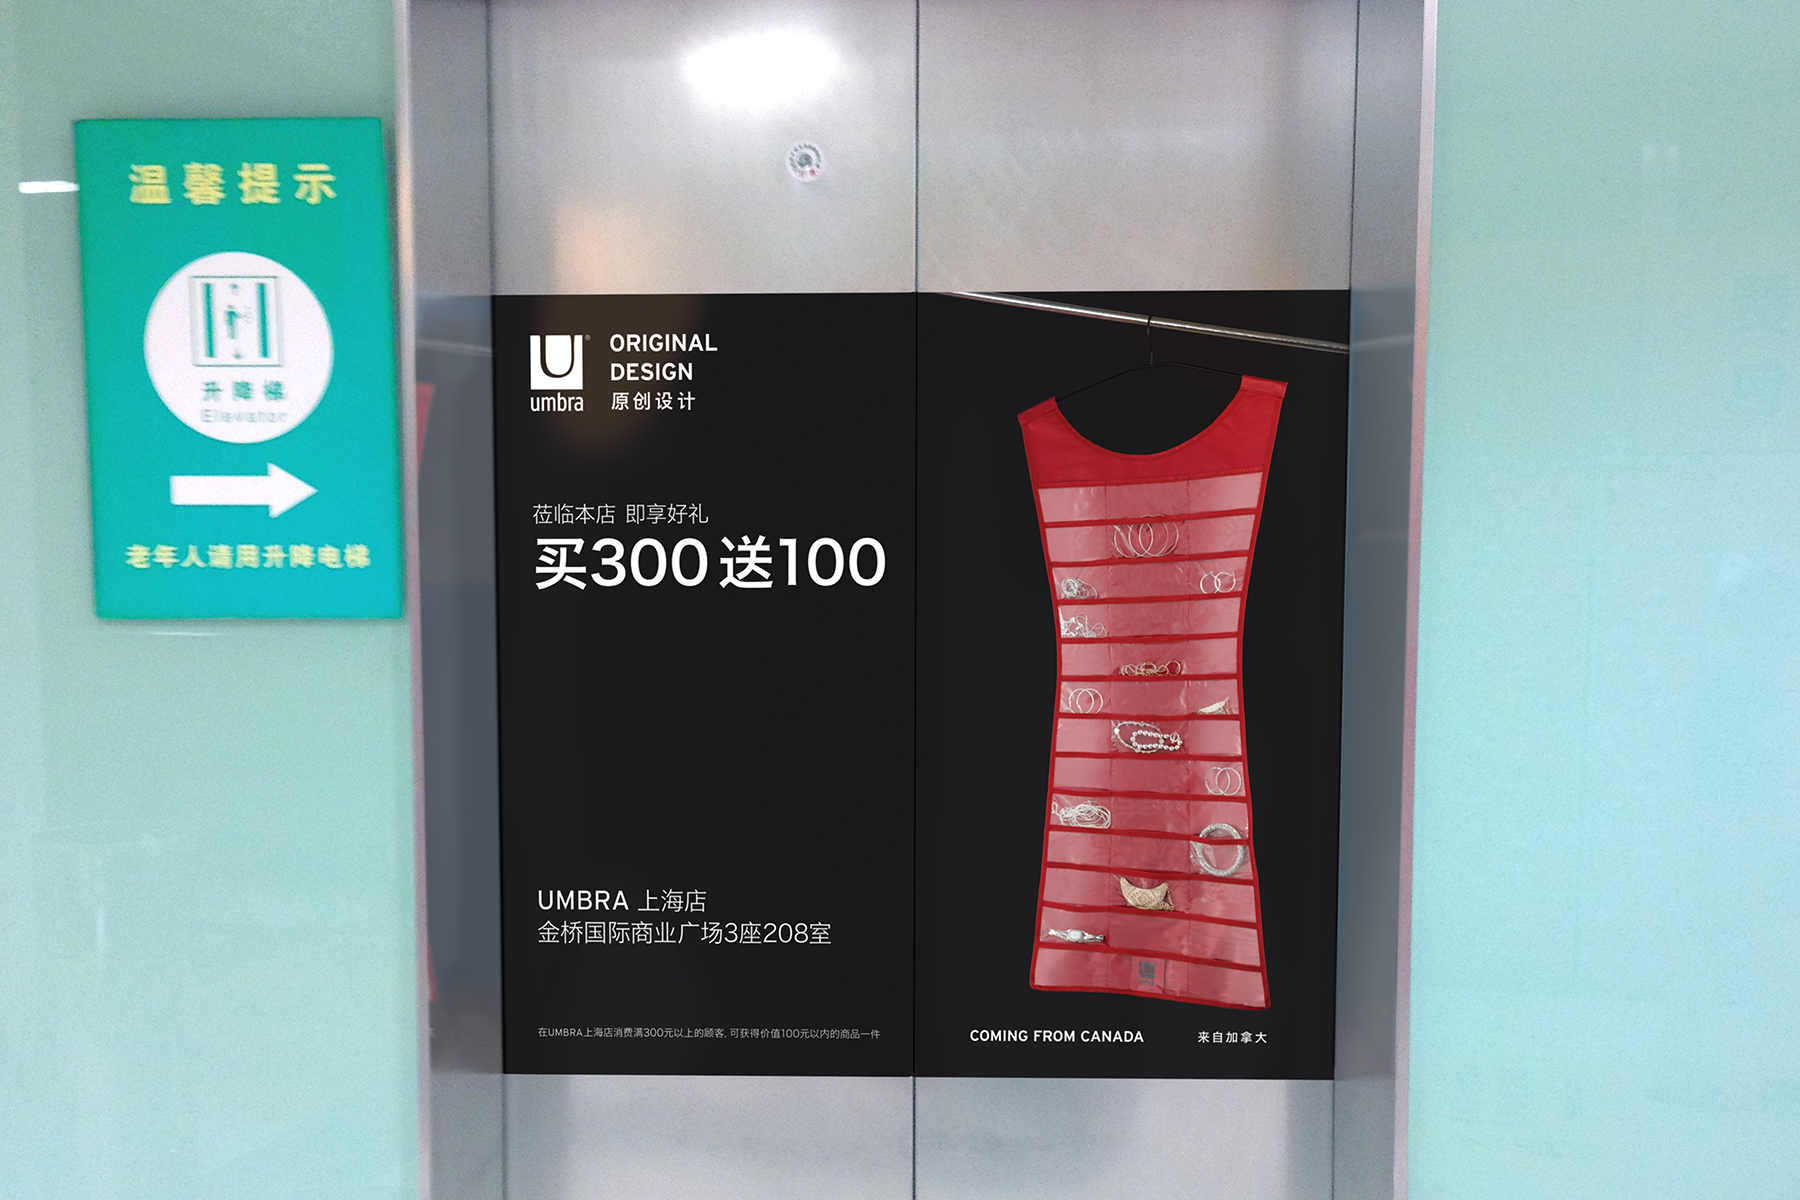 温馨提示
升降梯
Elevator
老年人请用升降电梯
umbra
ORIGINAL
DESIGN
原创设计
莅临本店 即享好礼
买300送100
UMBRA 上海店
金桥国际商业广场3座208室
在UMBRA上海店消费满300元以上的顾客, 可获得价值100元以内的商品一件
COMING FROM CANADA 来自加拿大